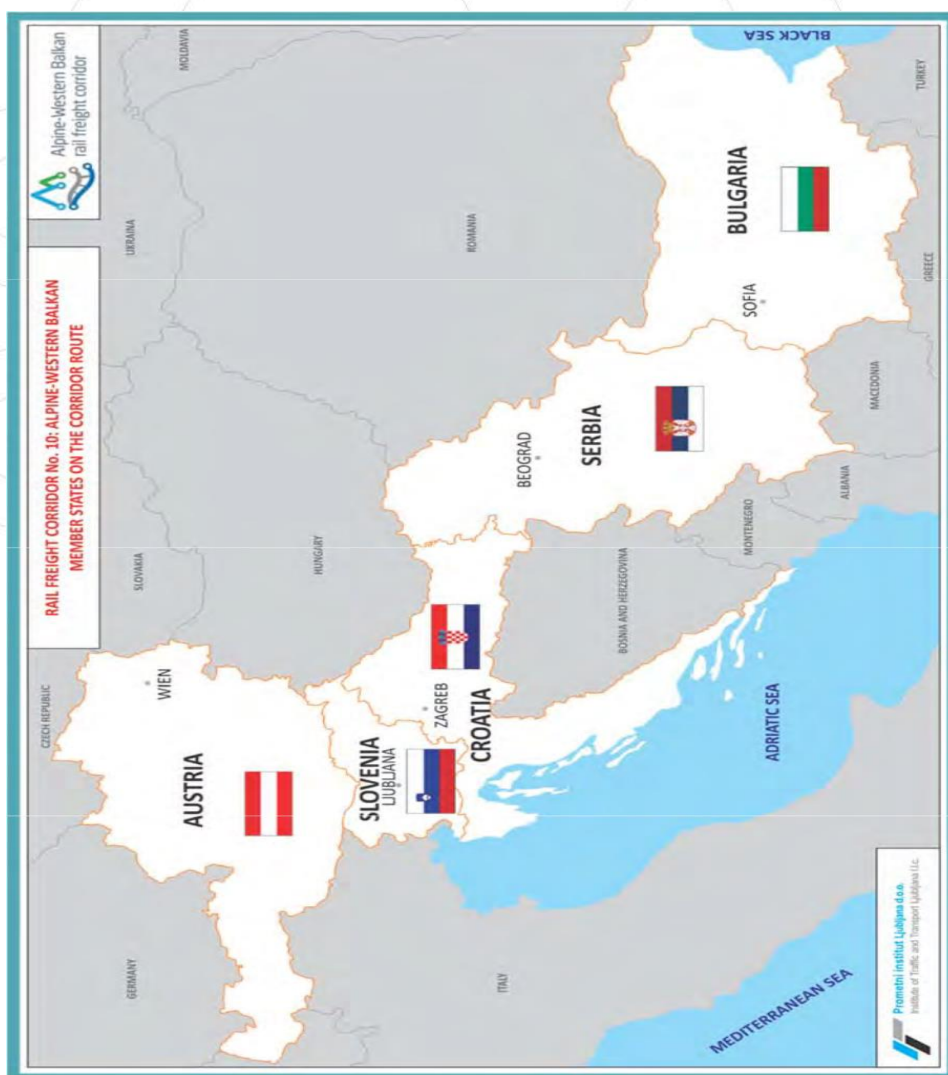 RAIL FREIGHT CORRIDOR No. 10: ALPINE-WESTERN BALKAN
MEMBER STATES ON THE CORRIDOR ROUTE
Alpine-Western Balkan
rail freight corridor
CZECH REPUBLIC
SLOVAKIA
UKRAINE
MOLDAVIA
GERMANY
WIEN
AUSTRIA
HUNGARY
ROMANIA
SLOVENIA
LJUBLJANA
ZAGREB
CROATIA
BEOGRAD
SERBIA
BULGARIA
SOFIA
BLACK SEA
ITALY
BOSNIA AND HERZEGOVINA
MONTENEGRO
ALBANIA
MACEDONIA
GREECE
TURKEY
ADRIATIC SEA
MEDITERRANEAN SEA
Prometni institut Ljubljana d.o.o.
Institute of Traffic and Transport Ljubljana l.l.c.